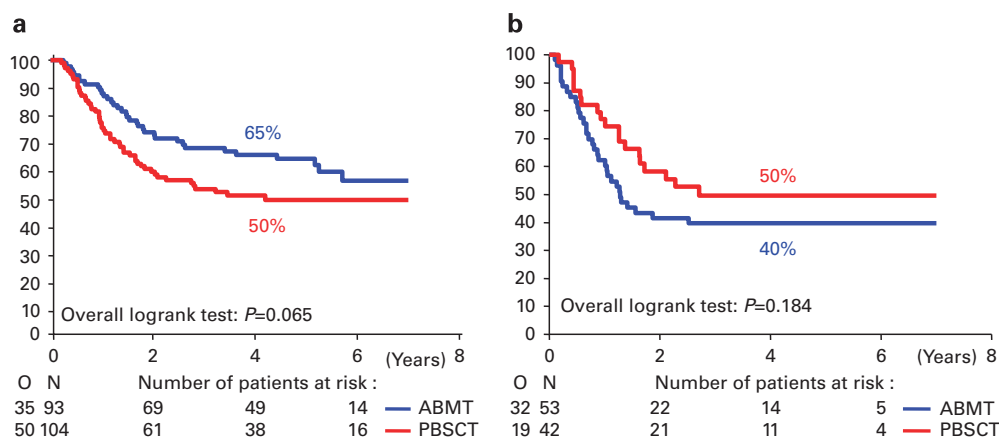 a
100
90
80
70
60
50
40
30
20
10
0
65%
50%
Overall logrank test: P=0.065
0 2 4 6 (Years) 8
O N Number of patients at risk :
35 93 69 49 14 ABMT
50 104 61 38 16 PBSCT
b
100
90
80
70
60
50
40
30
20
10
0
50%
40%
Overall logrank test: P=0.184
0 2 4 6 (Years) 8
O N Number of patients at risk :
32 53 22 14 5 ABMT
19 42 21 11 4 PBSCT